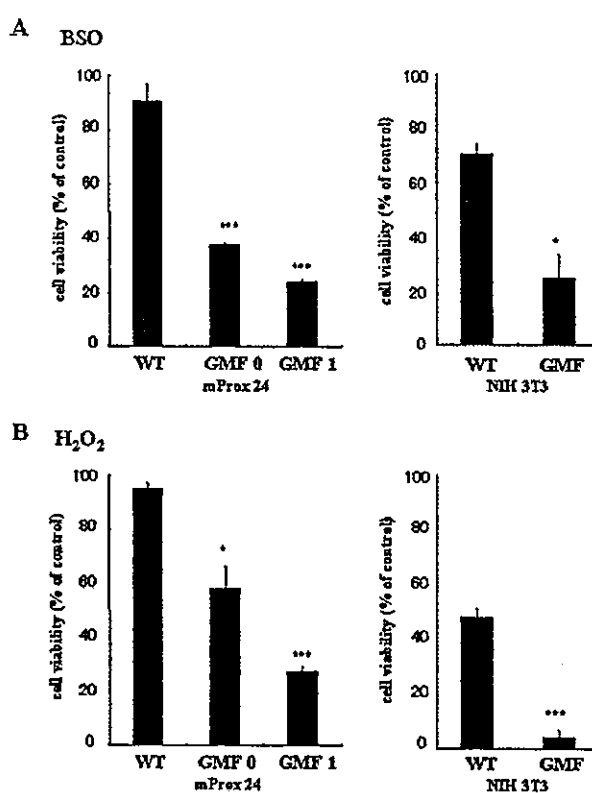 A BSO
cell viability (% of control)
100
80
60
40
20
0
***
***
WT GMF 0 GMF 1
mProx 24
cell viability (% of control)
100
80
60
40
20
0
*
WT GMF
NIH 3T3
B H₂O₂
cell viability (% of control)
100
80
60
40
20
0
*
***
WT GMF 0 GMF 1
mProx 24
cell viability (% of control)
100
80
60
40
20
0
***
WT GMF
NIH 3T3